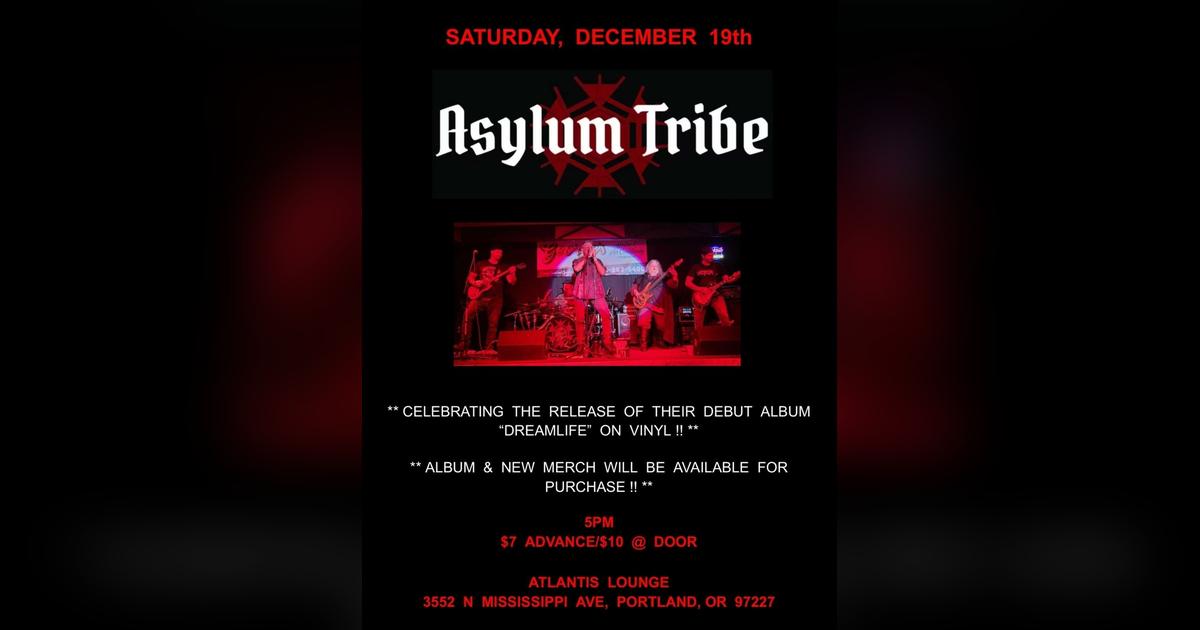 SATURDAY, DECEMBER 19th
Asylum Tribe
** CELEBRATING THE RELEASE OF THEIR DEBUT ALBUM
“DREAMLIFE” ON VINYL !! **
** ALBUM & NEW MERCH WILL BE AVAILABLE FOR
PURCHASE !! **
5PM
$7 ADVANCE/$10 @ DOOR
ATLANTIS LOUNGE
3552 N MISSISSIPPI AVE, PORTLAND, OR 97227